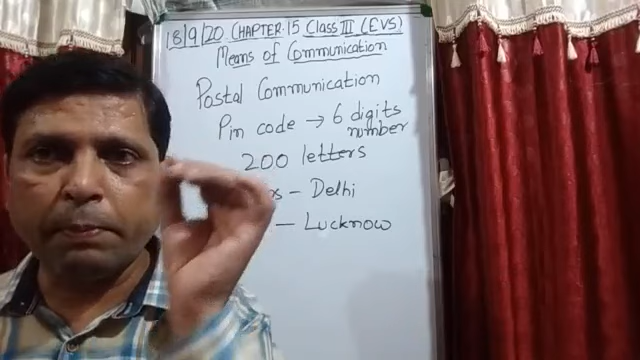 18/9/20 CHAPTER.15 Class III (EVS)
Means of Communication
Postal Communication
Pin code → 6 digits
number
200 letters
– Delhi
— Lucknow